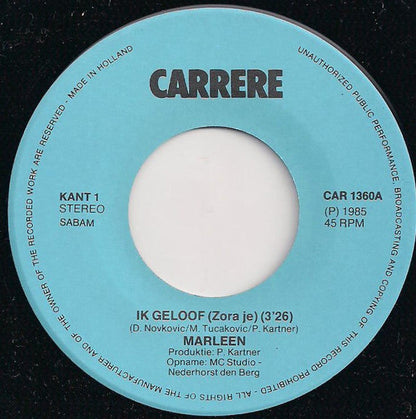 CARRERE
KANT 1
STEREO
SABAM
CAR 1360A
(P) 1985
45 RPM
IK GELOOF (Zora je) (3'26)
(D. Novkovic/M. Tucakovic/P. Kartner)
MARLEEN
Produktie: P. Kartner
Opname: MC Studio -
Nederhorst den Berg
ALL RIGHTS OF THE MANUFACTURER AND OF THE OWNER OF THE RECORDED WORK ARE RESERVED - MADE IN HOLLAND
UNAUTHORIZED PUBLIC PERFORMANCE, BROADCASTING AND COPYING OF THIS RECORD PROHIBITED -